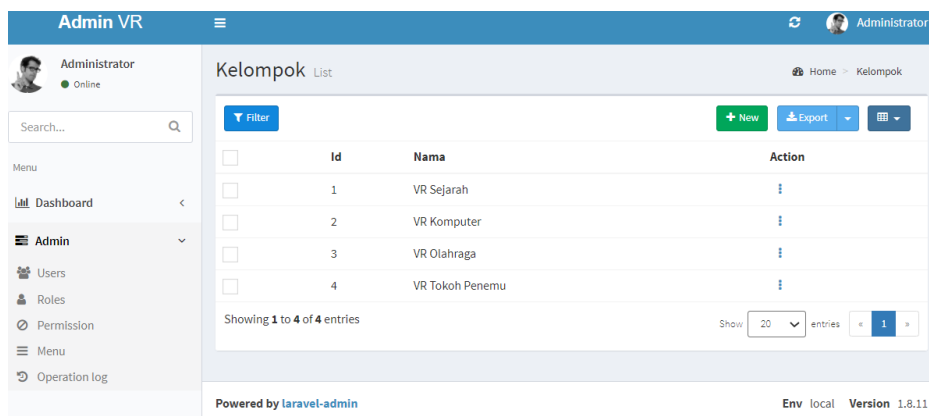 Admin VR
Administrator
Administrator
Online
Search...
Menu
Dashboard
Admin
Users
Roles
Permission
Menu
Operation log
Kelompok List
Home > Kelompok
Filter
+ New
Export
Id Nama Action
1 VR Sejarah
2 VR Komputer
3 VR Olahraga
4 VR Tokoh Penemu
Showing 1 to 4 of 4 entries
Show 20 entries « 1 »
Powered by laravel-admin
Env local Version 1.8.11